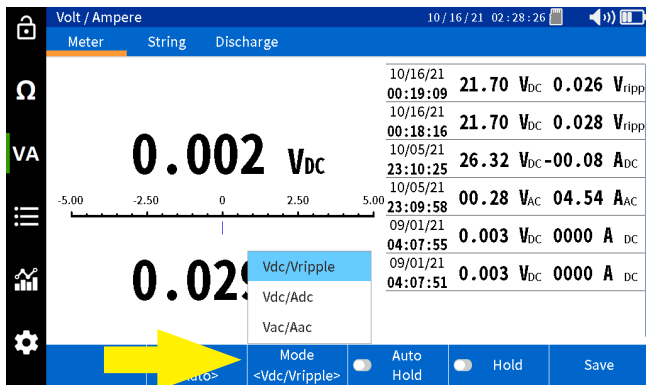 Volt / Ampere
10/16/21 02:28:26
Meter String Discharge
Ω
VA
10/16/21
00:19:09 21.70 VDC 0.026 Vripp
10/16/21
00:18:16 21.70 VDC 0.028 Vripp
10/05/21
23:10:25 26.32 VDC -00.08 ADC
10/05/21
23:09:58 00.28 VAC 04.54 AAC
09/01/21
04:07:55 0.003 VDC 0000 A DC
09/01/21
04:07:51 0.003 VDC 0000 A DC
0.002 VDC
-5.00 -2.50 0 2.50 5.00
0.029
Vdc/Vripple
Vdc/Adc
Vac/Aac
Mode
<Vdc/Vripple>
Auto
Hold
Hold
Save